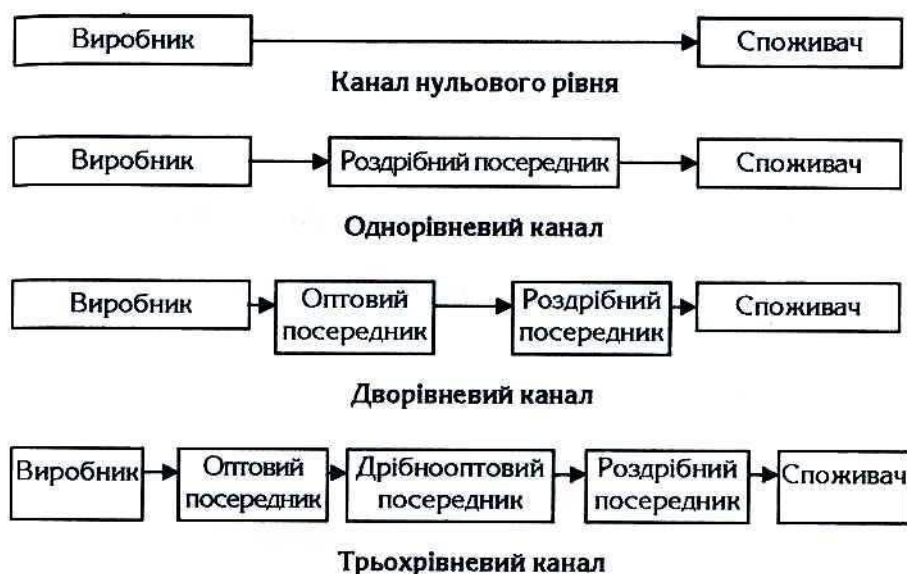 Виробник Споживач
Канал нульового рівня
Виробник Роздрібний посередник Споживач
Однорівневий канал
Виробник Оптовий посередник Роздрібний посередник Споживач
Дворівневий канал
Виробник Оптовий посередник Дрібнооптовий посередник Роздрібний посередник Споживач
Трьохрівневий канал